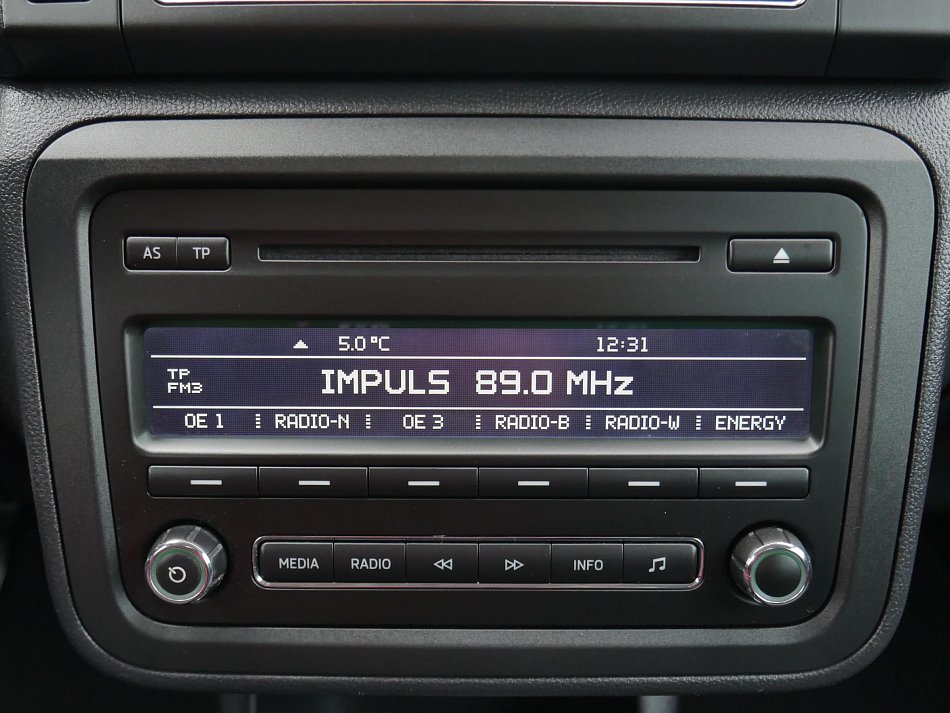 AS TP
5.0 °C 12:31
TP
FM3
IMPULS 89.0 MHz
OE 1 RADIO-N OE 3 RADIO-B RADIO-W ENERGY
MEDIA RADIO INFO